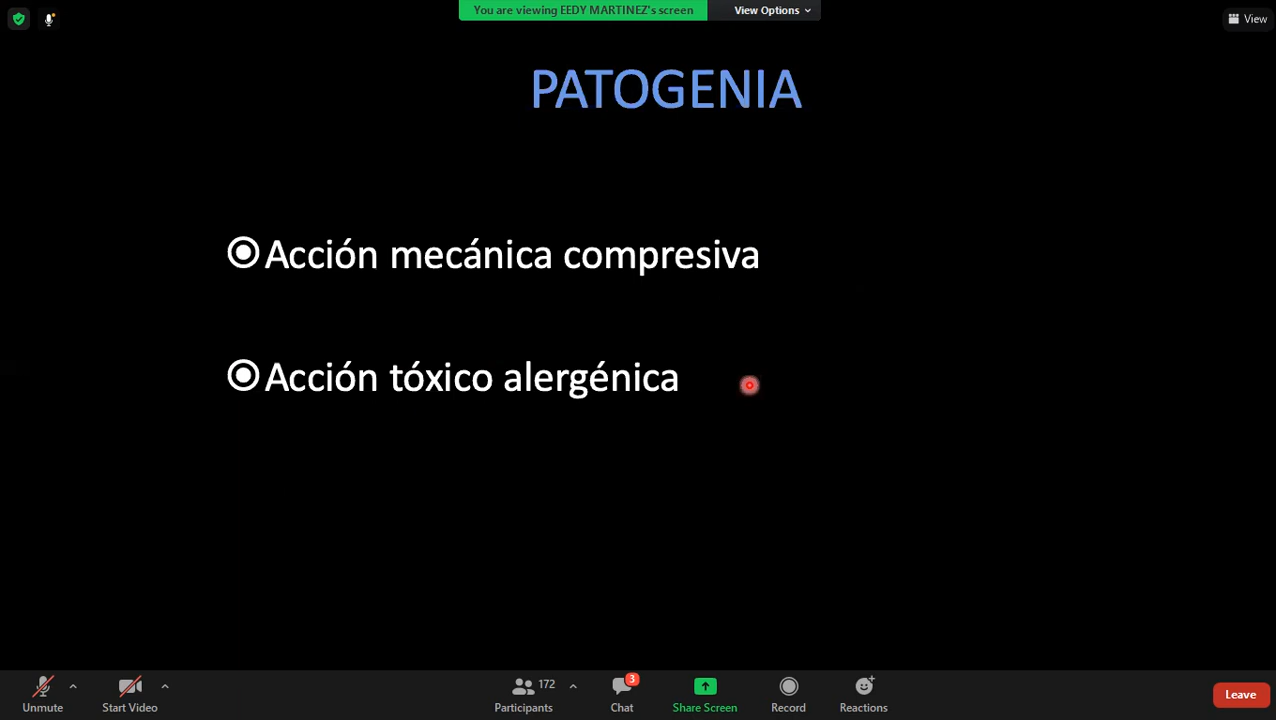 You are viewing EEDY MARTINEZ's screen
View Options
View
PATOGENIA
Acción mecánica compresiva
Acción tóxico alergénica
Unmute
Start Video
172
Participants
3
Chat
Share Screen
Record
Reactions
Leave